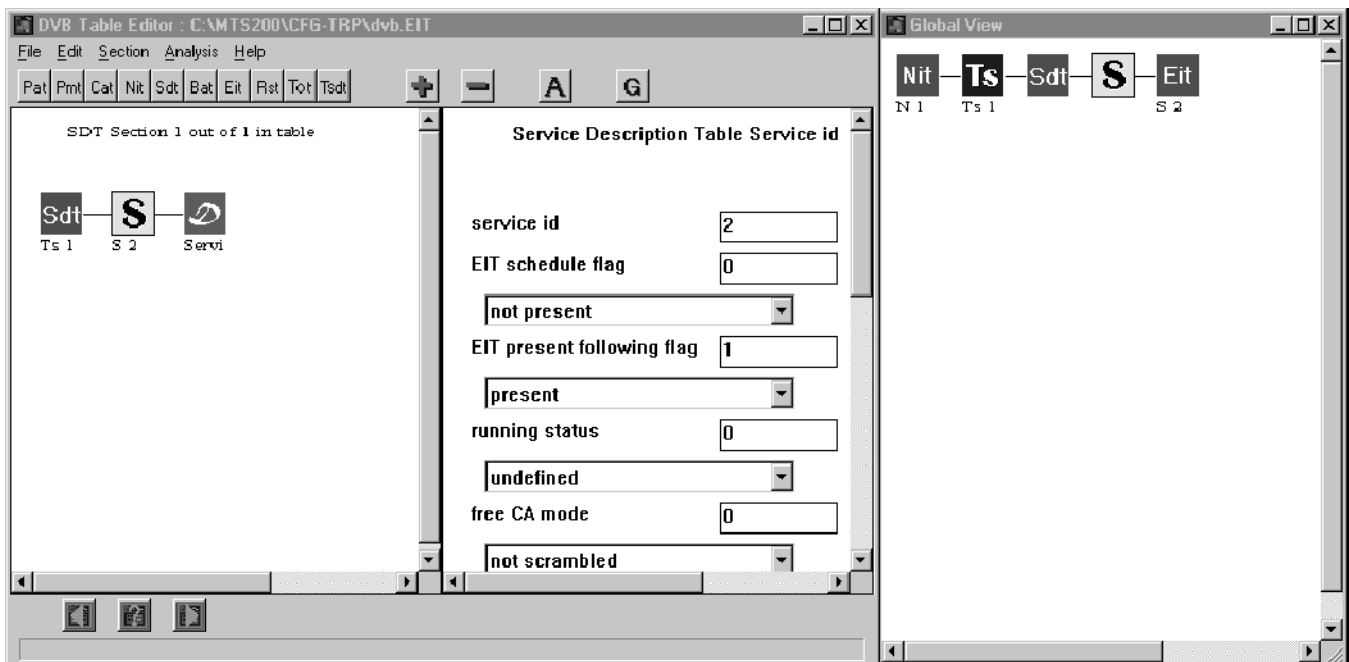 DVB Table Editor : C:\MTS200\CFG-TRP\dvb.EIT
File Edit Section Analysis Help
Pat Pmt Cat Nit Sdt Bat Eit Rst Tot Tsdt + - A G
SDT Section 1 out of 1 in table
Sdt S D
Ts 1 S 2 Servi
Service Description Table Service id
service id 2
EIT schedule flag 0
not present
EIT present following flag 1
present
running status 0
undefined
free CA mode 0
not scrambled
Global View
Nit Ts Sdt S Eit
N 1 Ts 1 S 2